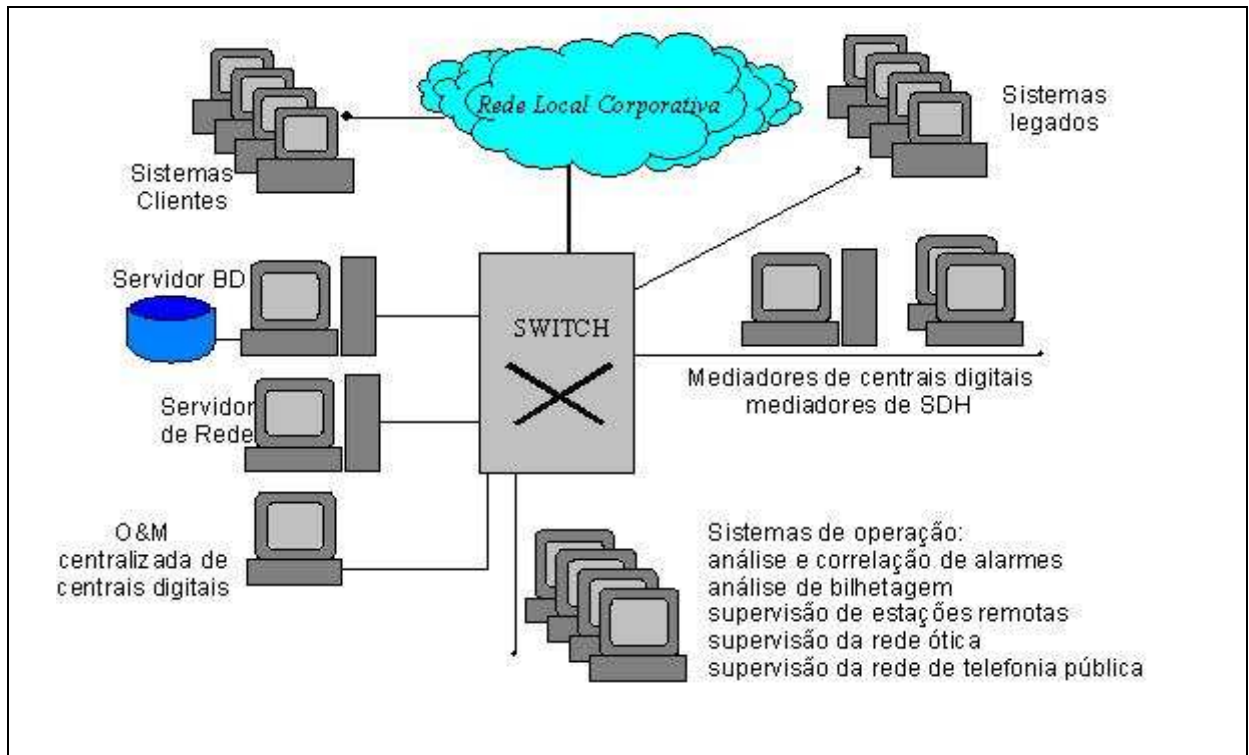 Rede Local Corporativa
Sistemas
legados
Sistemas
Clientes
Servidor BD
SWITCH
Mediadores de centrais digitais
mediadores de SDH
Servidor
de Rede
O&M
centralizada de
centrais digitais
Sistemas de operação:
análise e correlação de alarmes
análise de bilhetagem
supervisão de estações remotas
supervisão da rede ótica
supervisão da rede de telefonia pública